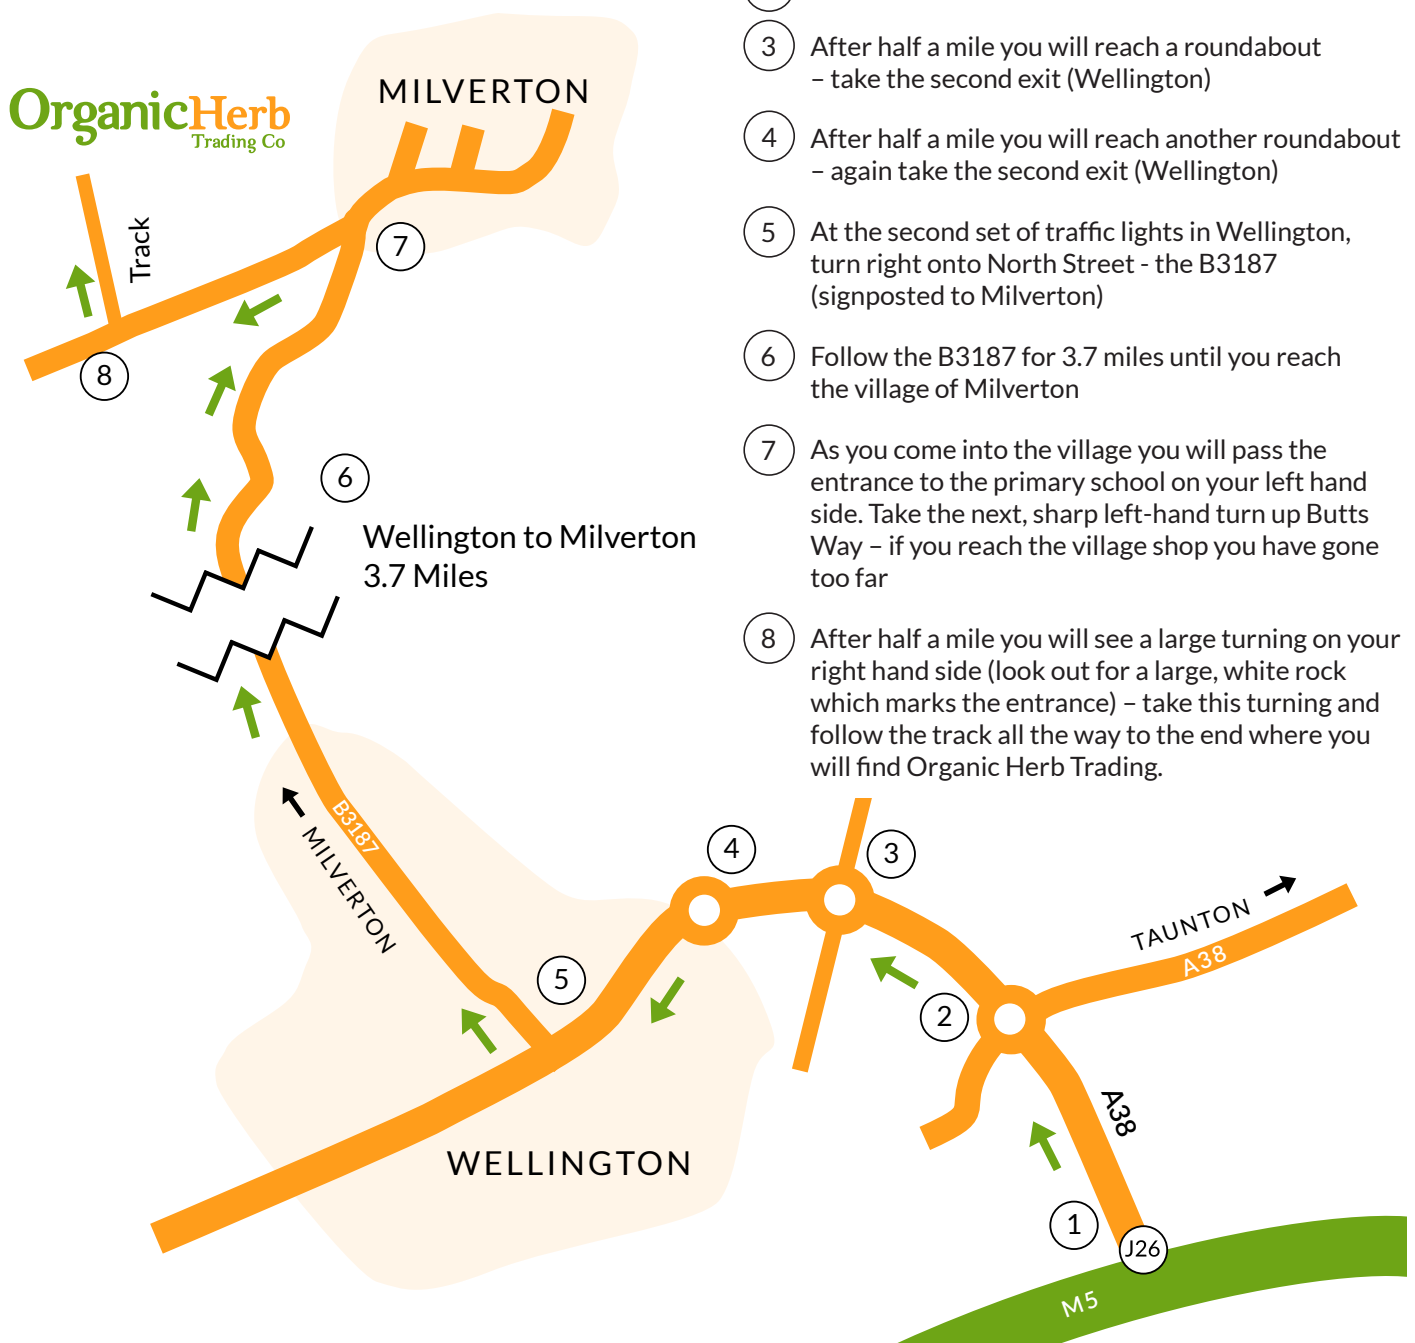 3
After half a mile you will reach a roundabout
– take the second exit (Wellington)
4
After half a mile you will reach another roundabout
– again take the second exit (Wellington)
5
At the second set of traffic lights in Wellington,
turn right onto North Street - the B3187
(signposted to Milverton)
6
Follow the B3187 for 3.7 miles until you reach
the village of Milverton
7
As you come into the village you will pass the
entrance to the primary school on your left hand
side. Take the next, sharp left-hand turn up Butts
Way – if you reach the village shop you have gone
too far
8
After half a mile you will see a large turning on your
right hand side (look out for a large, white rock
which marks the entrance) – take this turning and
follow the track all the way to the end where you
will find Organic Herb Trading.
MILVERTON
OrganicHerb
Trading Co
Track
7
8
6
Wellington to Milverton
3.7 Miles
B3187
MILVERTON
4
3
TAUNTON
A38
5
2
A38
WELLINGTON
1
J26
M5